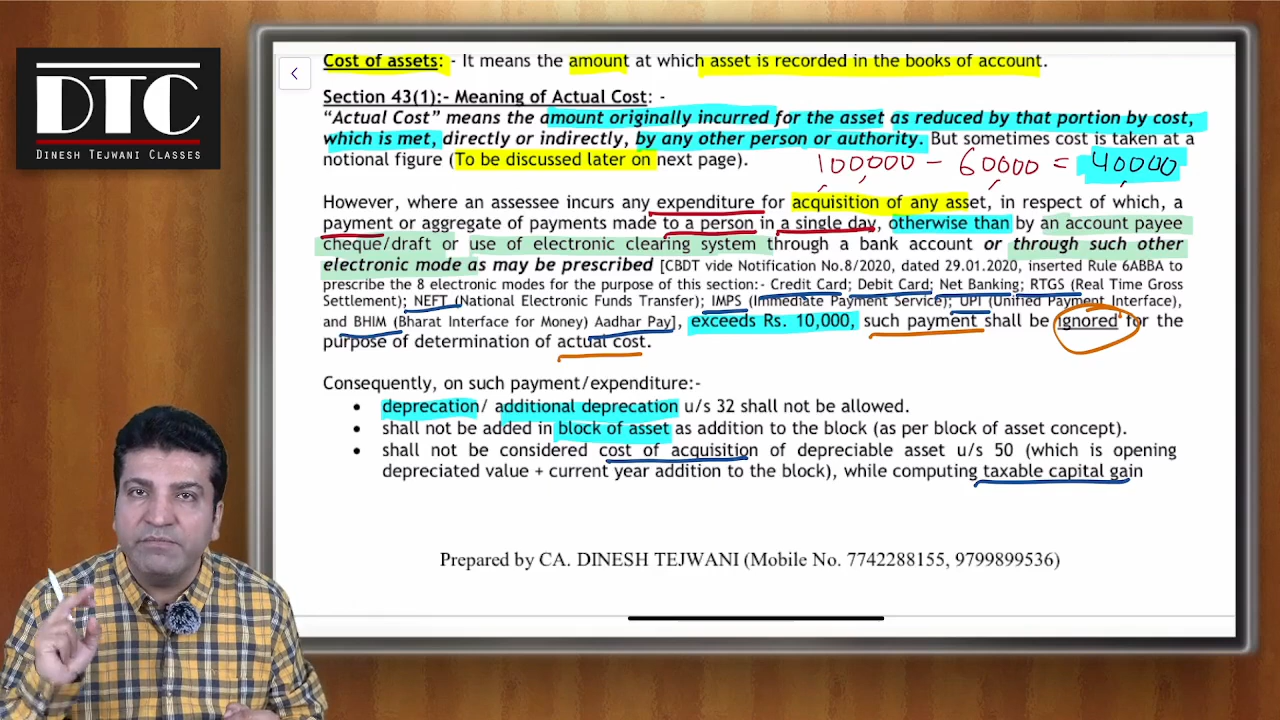 DTC
DINESH TEJWANI CLASSES
Cost of assets: - It means the amount at which asset is recorded in the books of account.
Section 43(1):- Meaning of Actual Cost: -
“Actual Cost” means the amount originally incurred for the asset as reduced by that portion by cost,
which is met, directly or indirectly, by any other person or authority. But sometimes cost is taken at a
notional figure (To be discussed later on next page).
100000 - 60000 = 40000
However, where an assessee incurs any expenditure for acquisition of any asset, in respect of which, a
payment or aggregate of payments made to a person in a single day, otherwise than by an account payee
cheque/draft or use of electronic clearing system through a bank account or through such other
electronic mode as may be prescribed [CBDT vide Notification No.8/2020, dated 29.01.2020, inserted Rule 6ABBA to
prescribe the 8 electronic modes for the purpose of this section:- Credit Card; Debit Card; Net Banking; RTGS (Real Time Gross
Settlement); NEFT (National Electronic Funds Transfer); IMPS (Immediate Payment Service); UPI (Unified Payment Interface),
and BHIM (Bharat Interface for Money) Aadhar Pay], exceeds Rs. 10,000, such payment shall be ignored for the
purpose of determination of actual cost.
Consequently, on such payment/expenditure:-
• deprecation/ additional deprecation u/s 32 shall not be allowed.
• shall not be added in block of asset as addition to the block (as per block of asset concept).
• shall not be considered cost of acquisition of depreciable asset u/s 50 (which is opening
depreciated value + current year addition to the block), while computing taxable capital gain
Prepared by CA. DINESH TEJWANI (Mobile No. 7742288155, 9799899536)